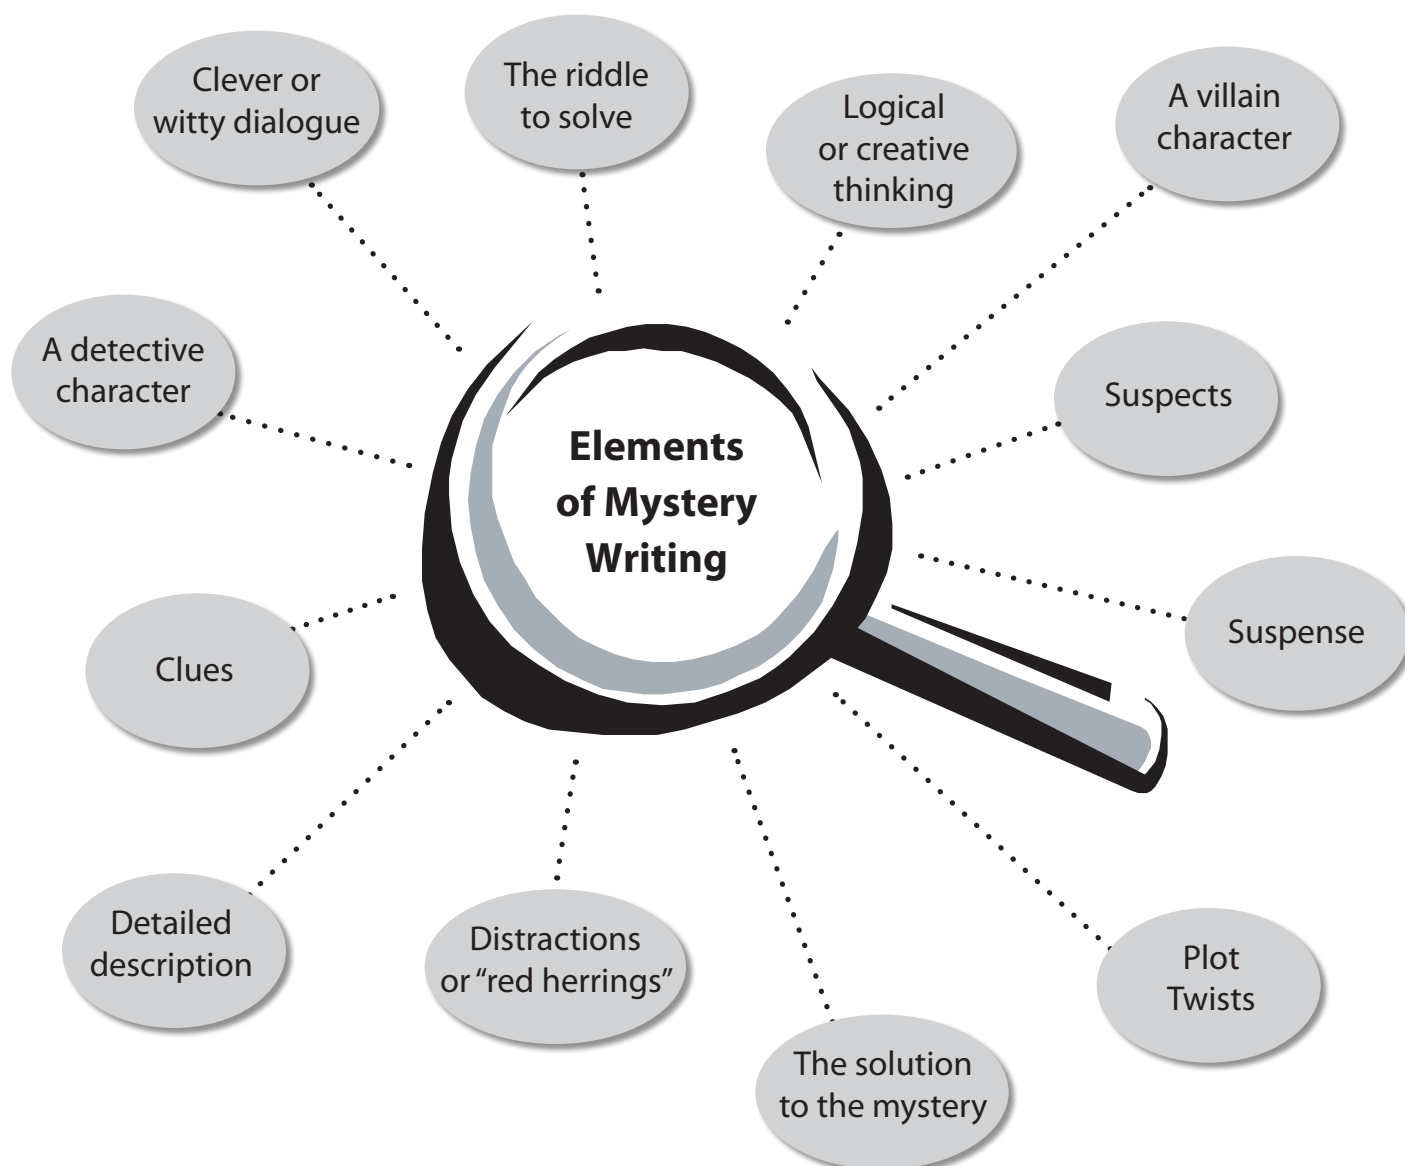 Clever or
witty dialogue
The riddle
to solve
Logical
or creative
thinking
A villain
character
A detective
character
Suspects
Elements
of Mystery
Writing
Clues
Suspense
Detailed
description
Distractions
or “red herrings”
Plot
Twists
The solution
to the mystery